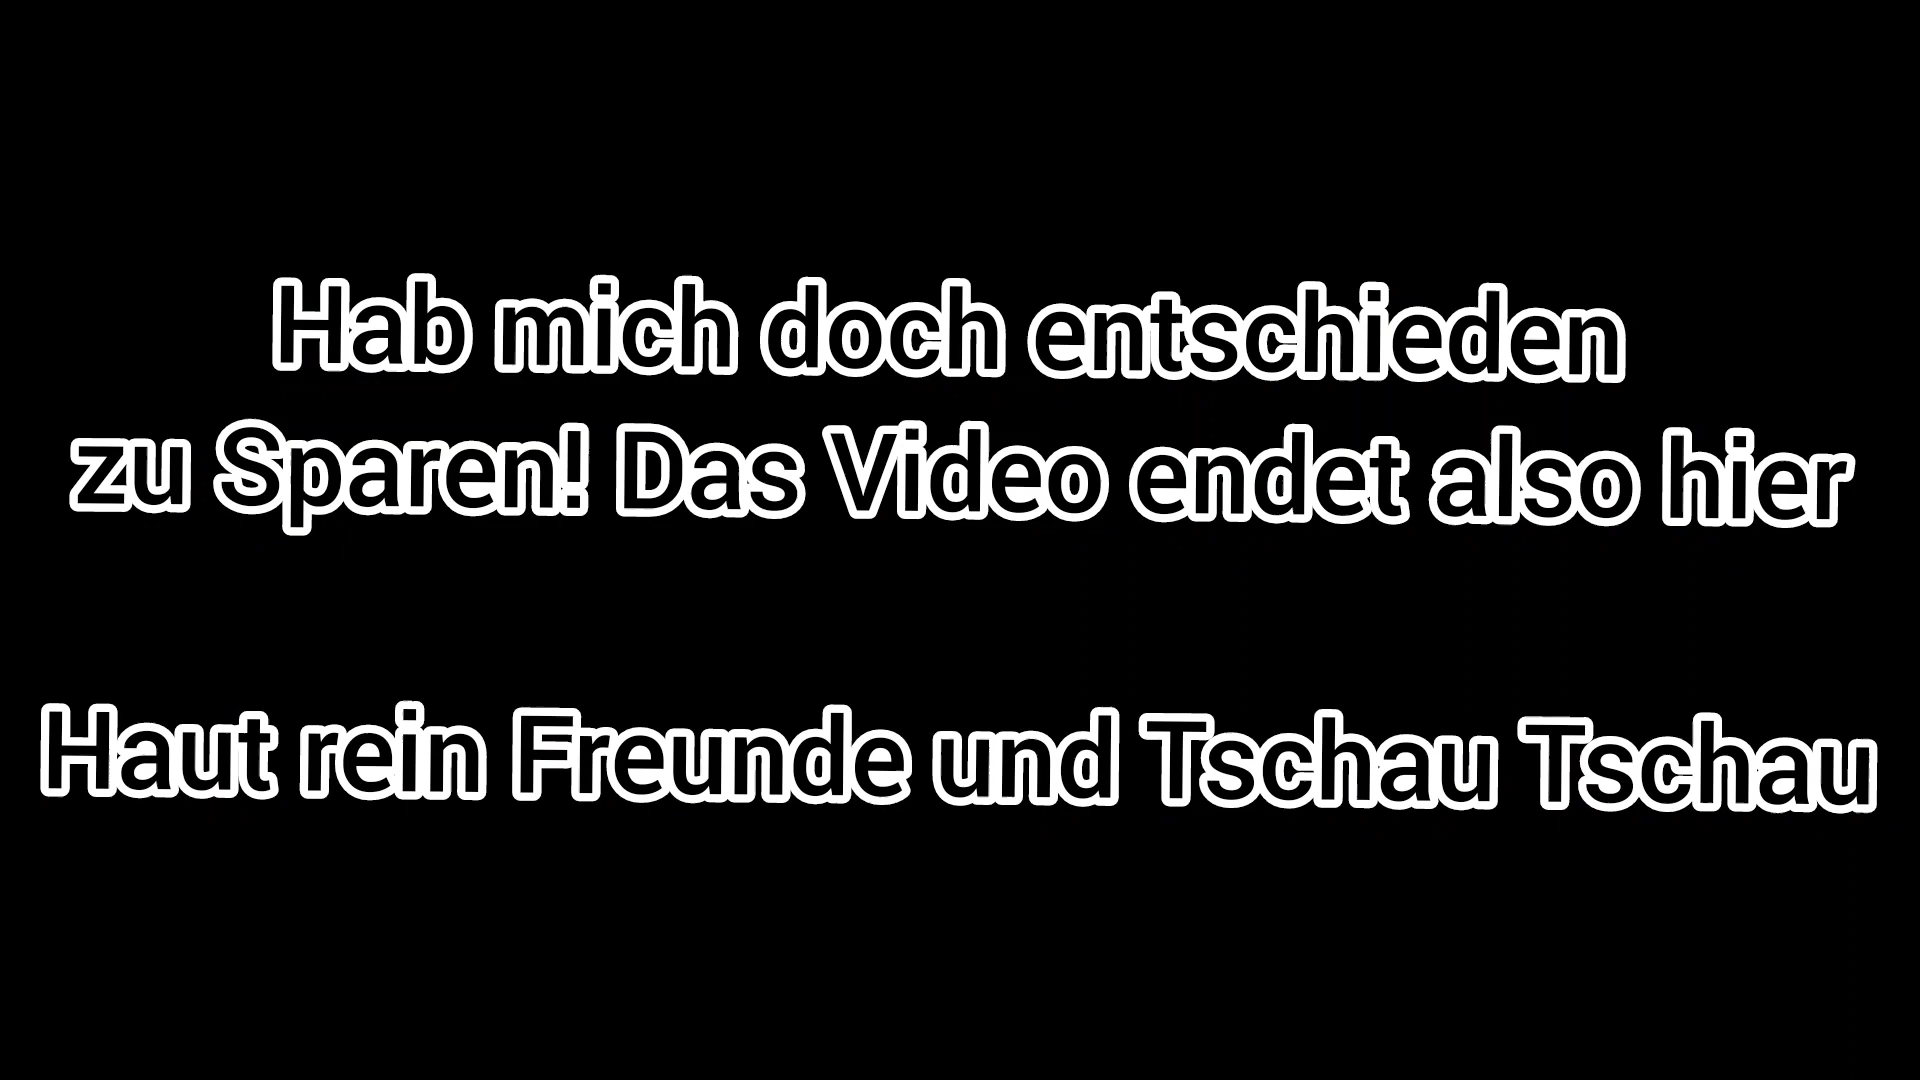 Hab mich doch entschieden
zu Sparen! Das Video endet also hier
Haut rein Freunde und Tschau Tschau